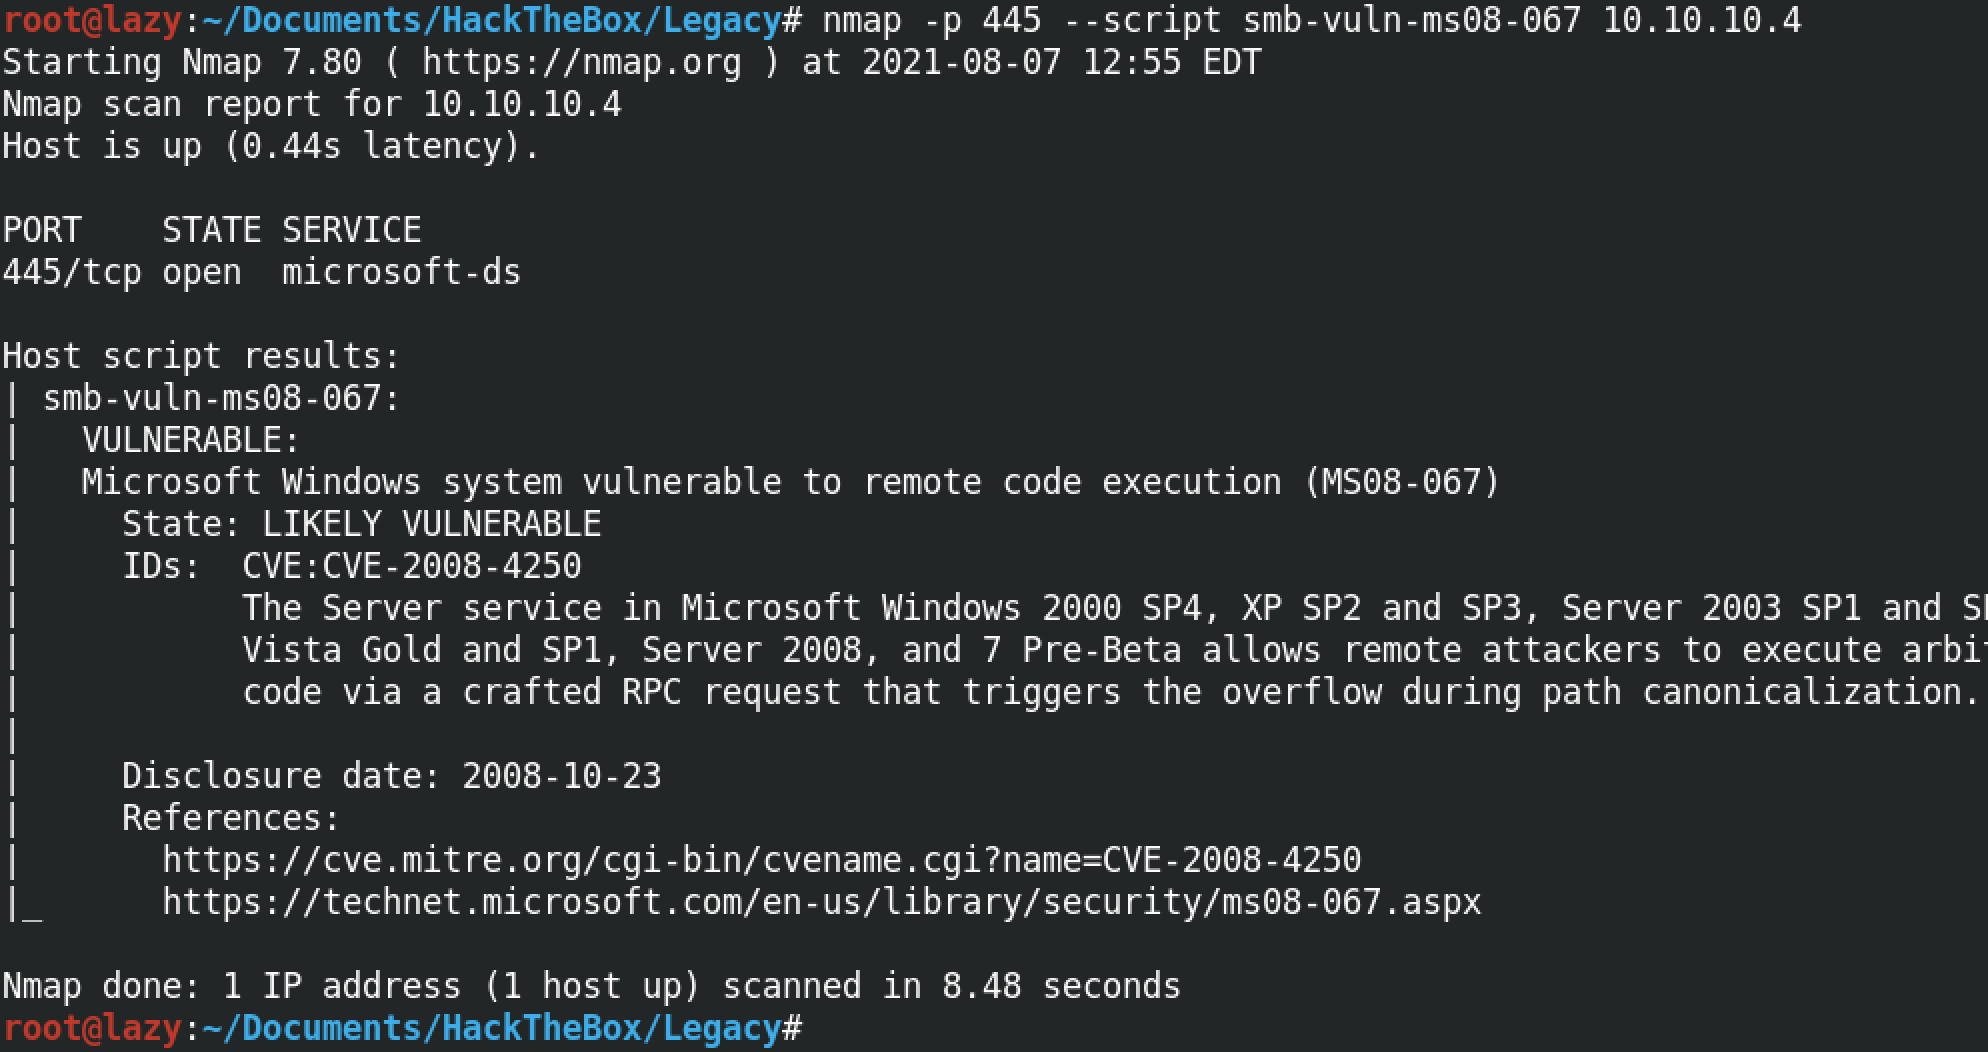 root@lazy:~/Documents/HackTheBox/Legacy# nmap -p 445 --script smb-vuln-ms08-067 10.10.10.4
Starting Nmap 7.80 ( https://nmap.org ) at 2021-08-07 12:55 EDT
Nmap scan report for 10.10.10.4
Host is up (0.44s latency).
PORT    STATE SERVICE
445/tcp open  microsoft-ds
Host script results:
| smb-vuln-ms08-067:
|   VULNERABLE:
|   Microsoft Windows system vulnerable to remote code execution (MS08-067)
|     State: LIKELY VULNERABLE
|     IDs:  CVE:CVE-2008-4250
|           The Server service in Microsoft Windows 2000 SP4, XP SP2 and SP3, Server 2003 SP1 and
|           Vista Gold and SP1, Server 2008, and 7 Pre-Beta allows remote attackers to execute
|           code via a crafted RPC request that triggers the overflow during path canonicalization.
|
|     Disclosure date: 2008-10-23
|     References:
|       https://cve.mitre.org/cgi-bin/cvename.cgi?name=CVE-2008-4250
|_      https://technet.microsoft.com/en-us/library/security/ms08-067.aspx
Nmap done: 1 IP address (1 host up) scanned in 8.48 seconds
root@lazy:~/Documents/HackTheBox/Legacy#